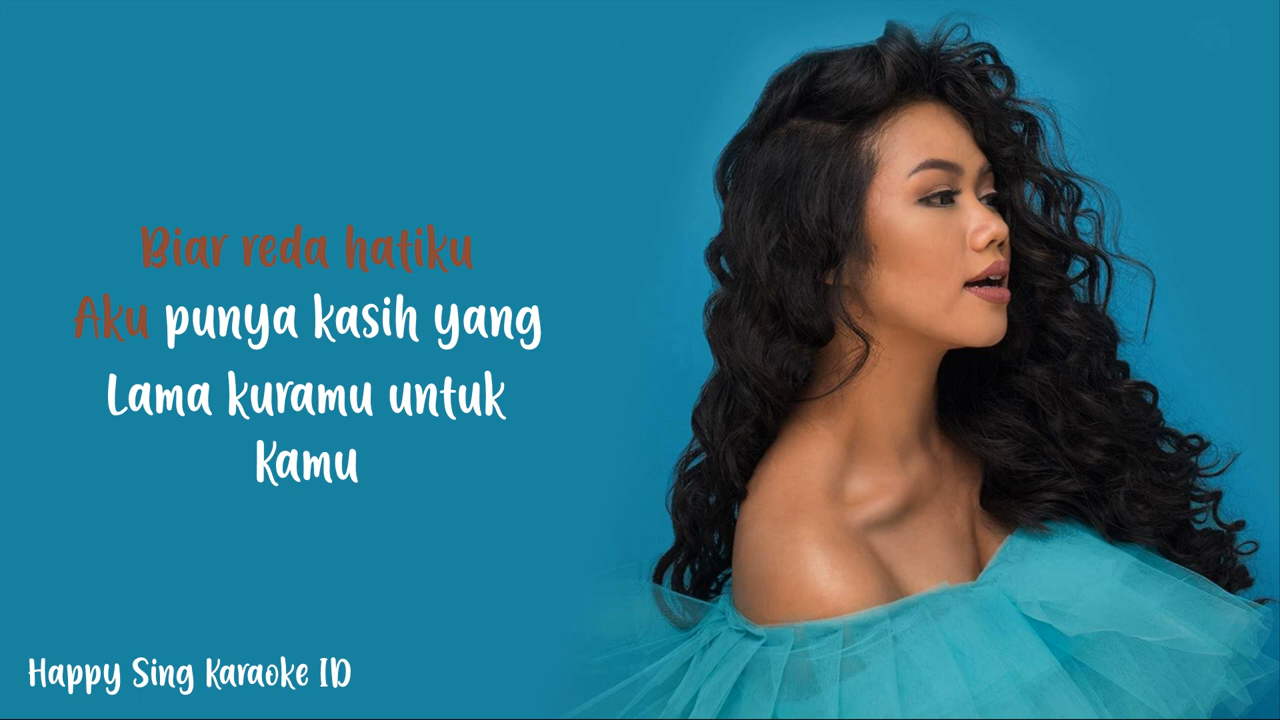 Biar reda hatiku
Aku punya kasih yang
Lama kuramu untuk
Kamu
Happy Sing Karaoke ID